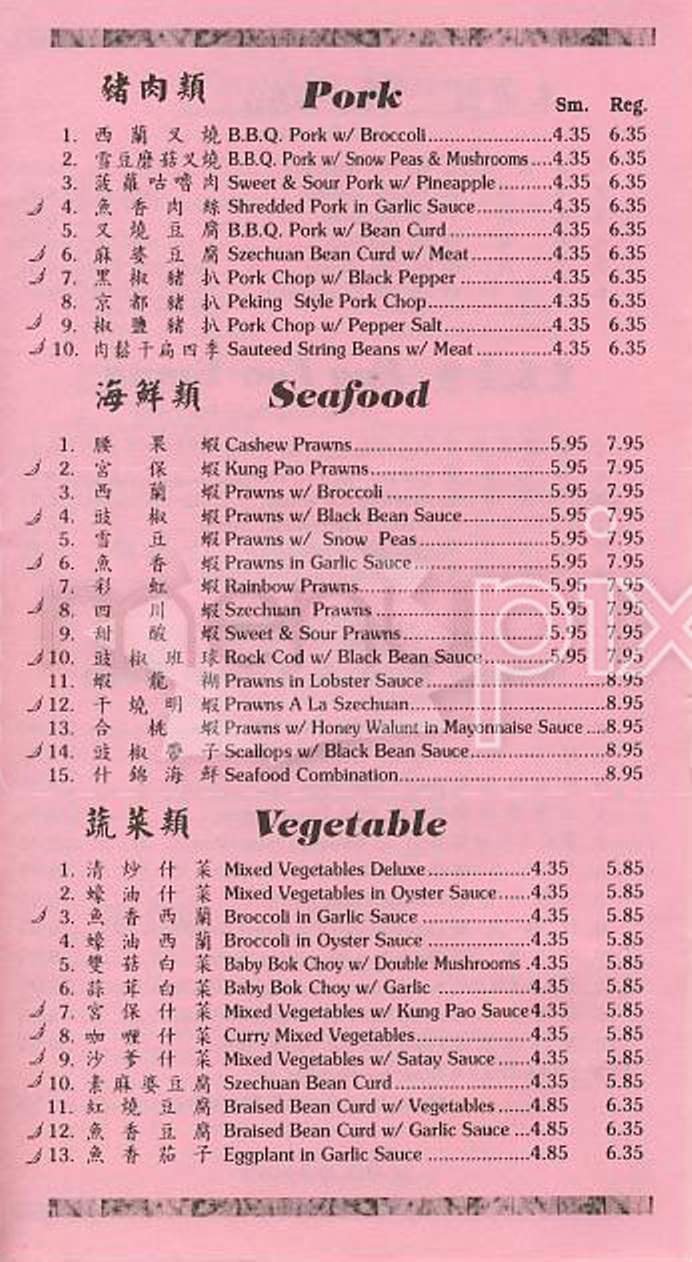 豬肉類 Pork Sm. Reg.
1. 西蘭叉燒 B.B.Q. Pork w/ Broccoli 4.35 6.35
2. 雪豆磨菇叉燒 B.B.Q. Pork w/ Snow Peas & Mushrooms 4.35 6.35
3. 菠蘿咕嚕肉 Sweet & Sour Pork w/ Pineapple 4.35 6.35
4. 魚香肉絲 Shredded Pork in Garlic Sauce 4.35 6.35
5. 叉燒豆腐 B.B.Q. Pork w/ Bean Curd 4.35 6.35
6. 麻婆豆腐 Szechuan Bean Curd w/ Meat 4.35 6.35
7. 黑椒豬扒 Pork Chop w/ Black Pepper 4.35 6.35
8. 京都豬扒 Peking Style Pork Chop 4.35 6.35
9. 椒鹽豬扒 Pork Chop w/ Pepper Salt 4.35 6.35
10. 肉鬆干扁四季 Sauteed String Beans w/ Meat 4.35 6.35
海鮮類 Seafood
1. 腰果蝦 Cashew Prawns 5.95 7.95
2. 宮保蝦 Kung Pao Prawns 5.95 7.95
3. 西蘭蝦 Prawns w/ Broccoli 5.95 7.95
4. 豉椒蝦 Prawns w/ Black Bean Sauce 5.95 7.95
5. 雪豆蝦 Prawns w/ Snow Peas 5.95 7.95
6. 魚香蝦 Prawns in Garlic Sauce 5.95 7.95
7. 彩虹蝦 Rainbow Prawns 5.95 7.95
8. 四川蝦 Szechuan Prawns 5.95 7.95
9. 甜酸蝦 Sweet & Sour Prawns 5.95 7.95
10. 豉椒班球 Rock Cod w/ Black Bean Sauce 5.95 7.95
11. 蝦龍糊 Prawns in Lobster Sauce 8.95
12. 干燒明蝦 Prawns A La Szechuan 8.95
13. 合桃蝦 Prawns w/ Honey Walunt in Mayonnaise Sauce 8.95
14. 豉椒帶子 Scallops w/ Black Bean Sauce 8.95
15. 什錦海鮮 Seafood Combination 8.95
蔬菜類 Vegetable
1. 清炒什菜 Mixed Vegetables Deluxe 4.35 5.85
2. 蠔油什菜 Mixed Vegetables in Oyster Sauce 4.35 5.85
3. 魚香西蘭 Broccoli in Garlic Sauce 4.35 5.85
4. 蠔油西蘭 Broccoli in Oyster Sauce 4.35 5.85
5. 雙菇白菜 Baby Bok Choy w/ Double Mushrooms 4.35 5.85
6. 蒜茸白菜 Baby Bok Choy w/ Garlic 4.35 5.85
7. 宮保什菜 Mixed Vegetables w/ Kung Pao Sauce 4.35 5.85
8. 咖喱什菜 Curry Mixed Vegetables 4.35 5.85
9. 沙爹什菜 Mixed Vegetables w/ Satay Sauce 4.35 5.85
10. 素麻婆豆腐 Szechuan Bean Curd 4.35 5.85
11. 紅燒豆腐 Braised Bean Curd w/ Vegetables 4.85 6.35
12. 魚香豆腐 Braised Bean Curd w/ Garlic Sauce 4.85 6.35
13. 魚香茄子 Eggplant in Garlic Sauce 4.85 6.35